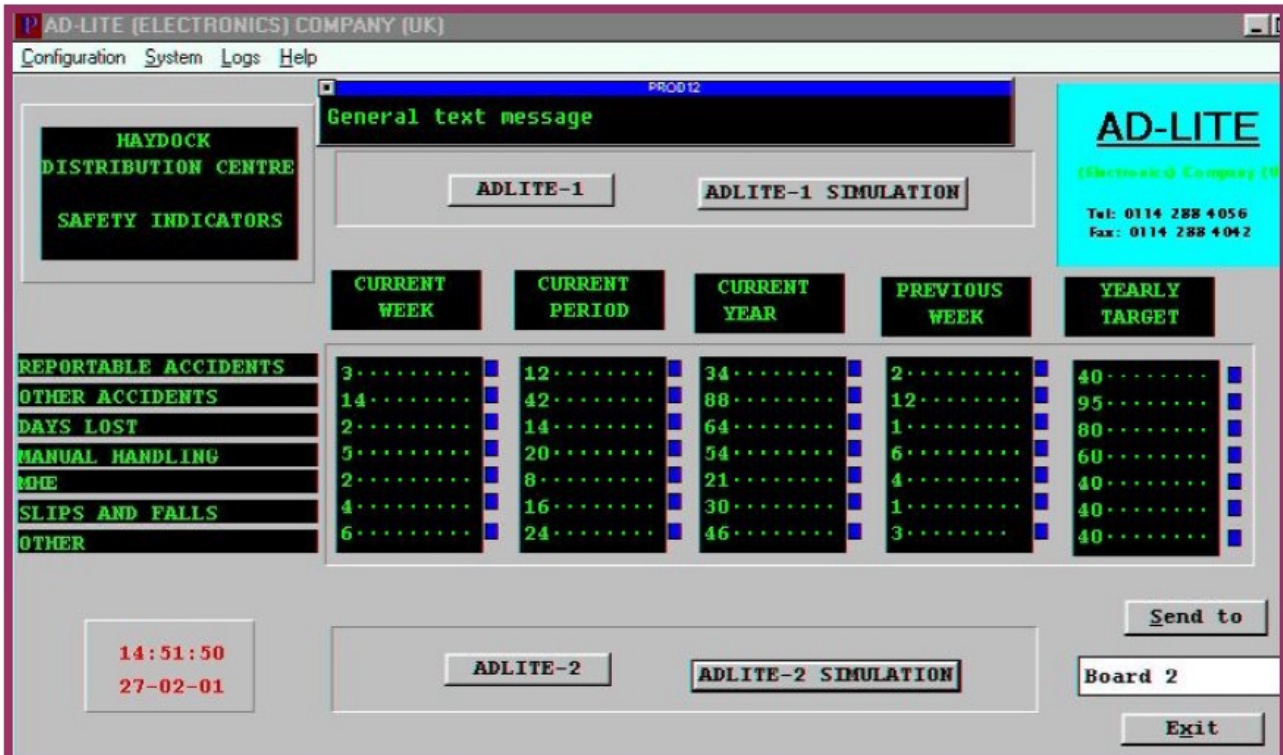 AD-LITE (ELECTRONICS) COMPANY (UK)
Configuration System Logs Help
PROD12
General text message
HAYDOCK
DISTRIBUTION CENTRE
SAFETY INDICATORS
ADLITE-1
ADLITE-1 SIMULATION
AD-LITE
(Electronics) Company
Tel: 0114 288 4056
Fax: 0114 288 4042
CURRENT WEEK
CURRENT PERIOD
CURRENT YEAR
PREVIOUS WEEK
YEARLY TARGET
REPORTABLE ACCIDENTS 3········· 12········ 34········ 2········· 40········
OTHER ACCIDENTS 14········ 42········ 88········ 12········ 95········
DAYS LOST 2········· 14········ 64········ 1········· 80········
MANUAL HANDLING 5········· 20········ 54········ 6········· 60········
MHE 2········· 8········· 21········ 4········· 40········
SLIPS AND FALLS 4········· 16········ 30········ 1········· 40········
OTHER 6········· 24········ 46········ 3········ 40········
14:51:50
27-02-01
ADLITE-2
ADLITE-2 SIMULATION
Send to
Board 2
Exit